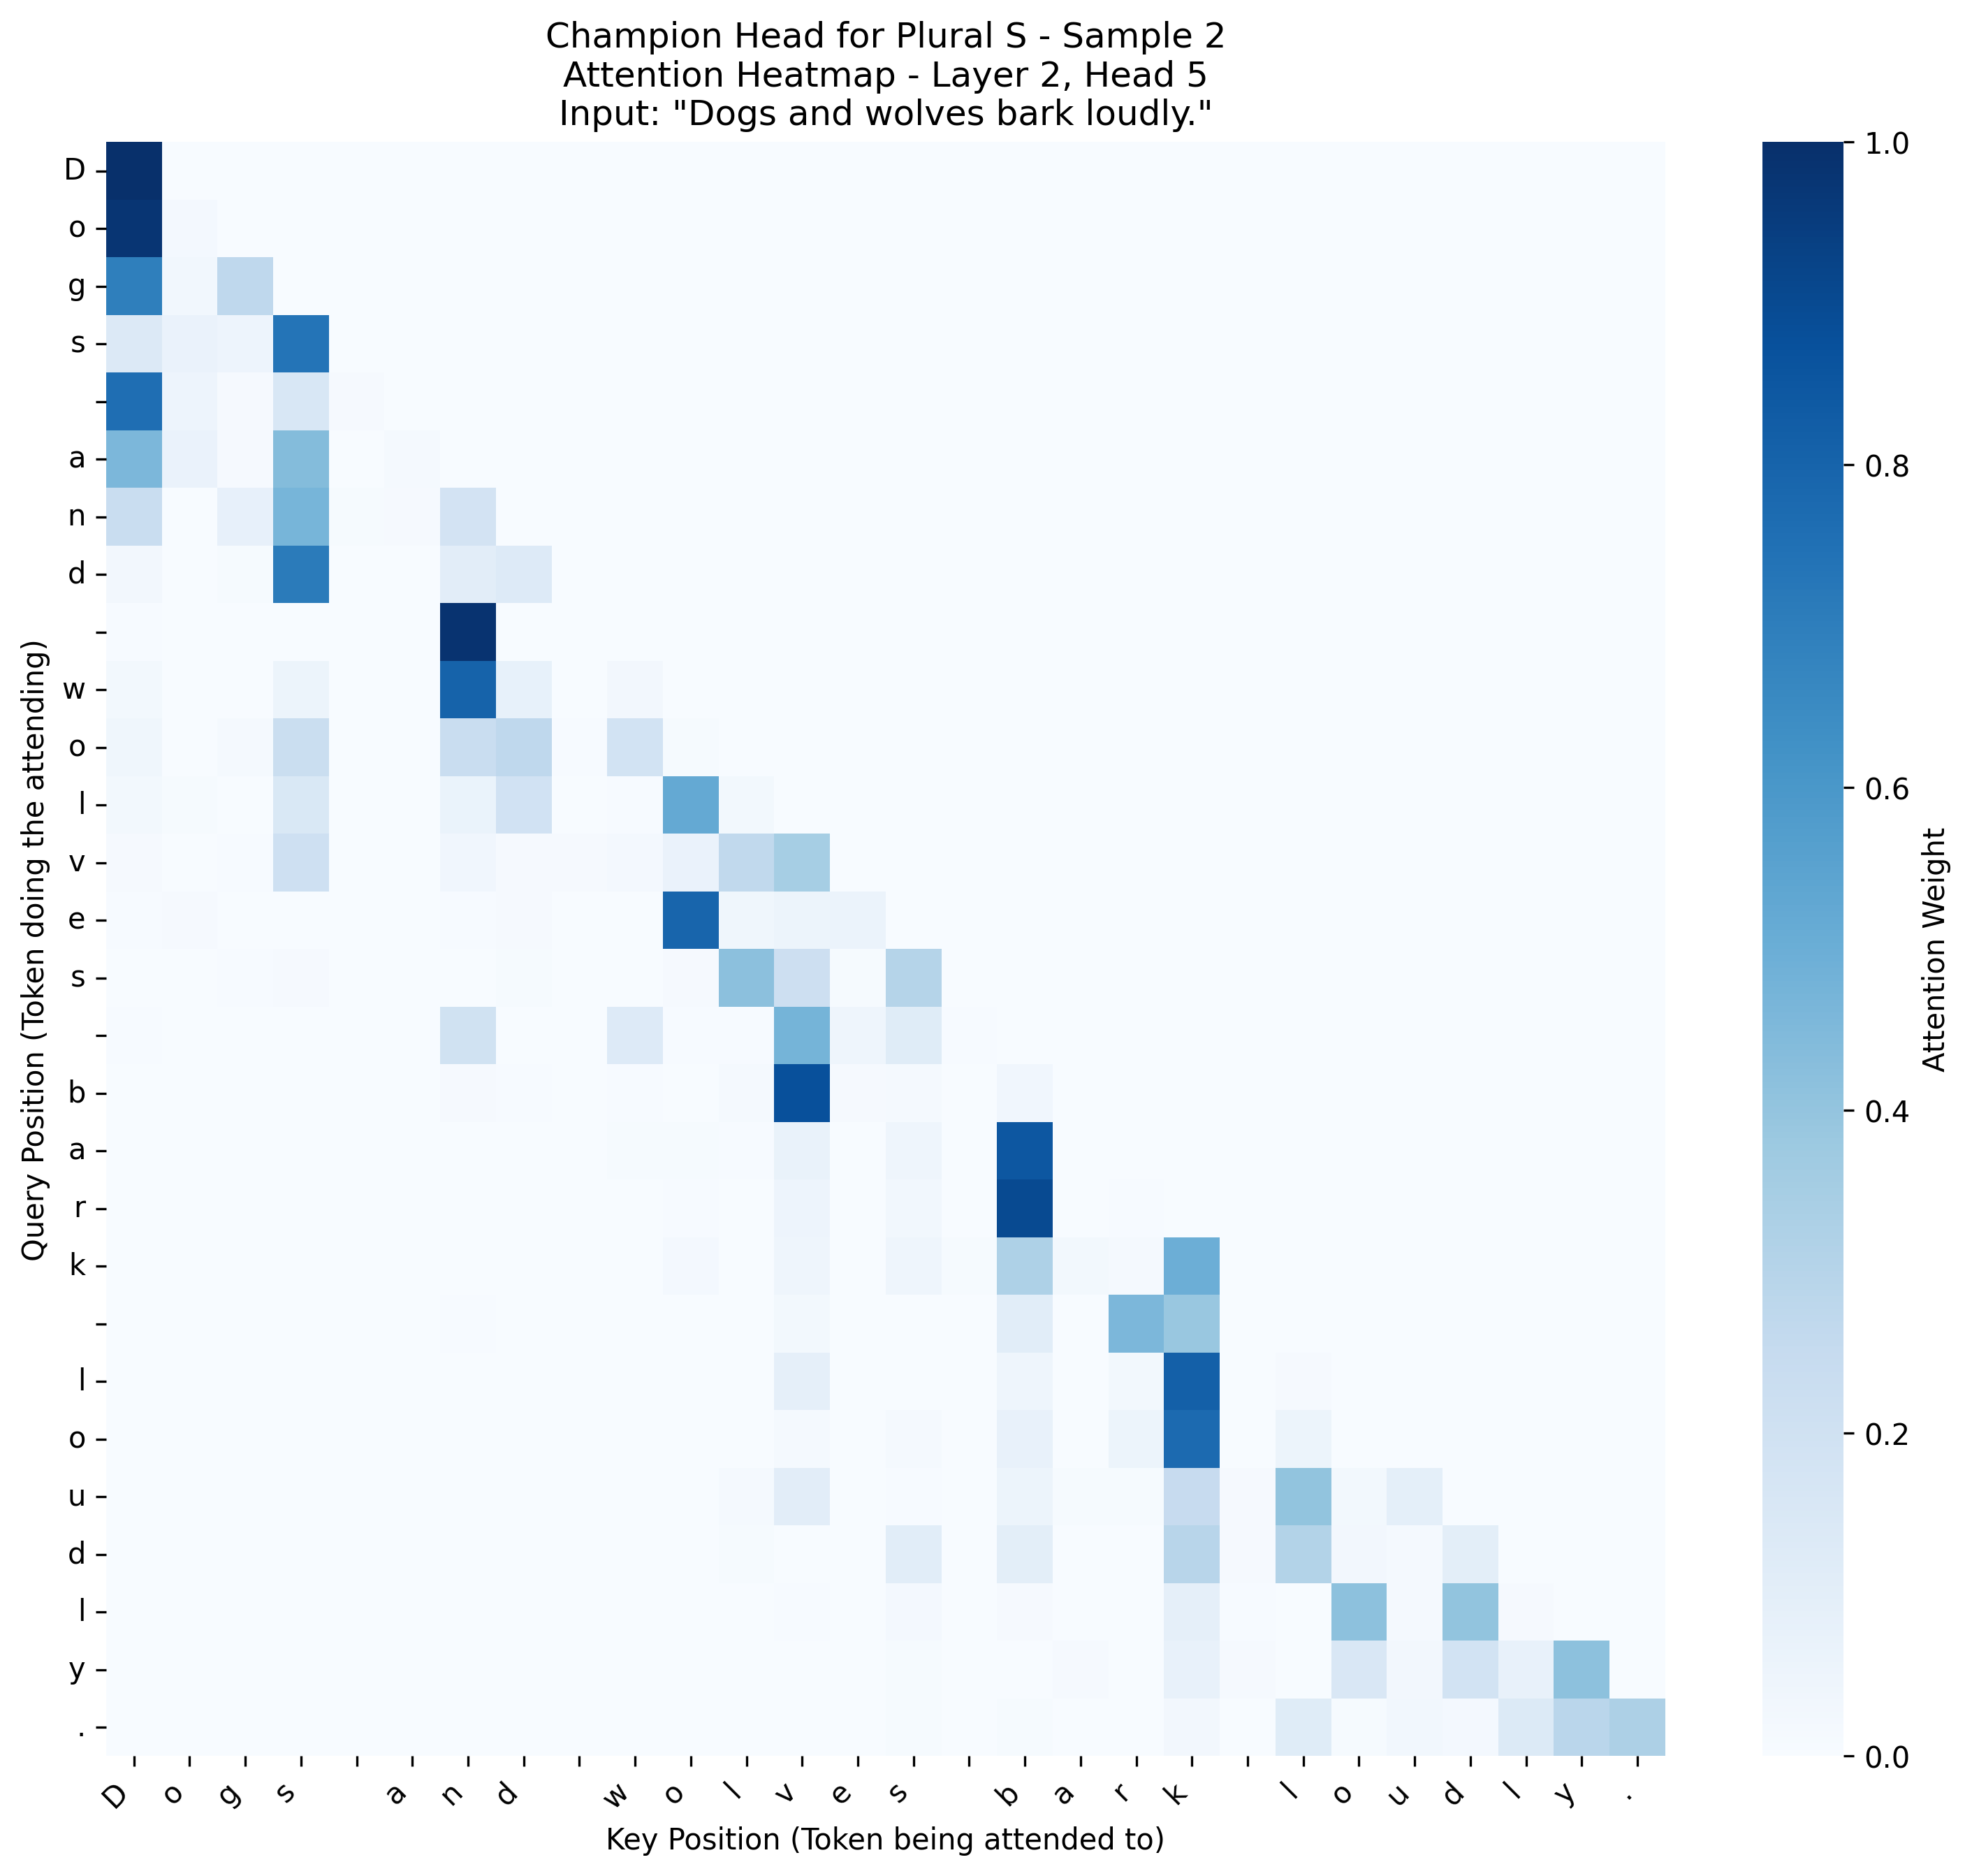 Champion Head for Plural S - Sample 2
Attention Heatmap - Layer 2, Head 5
Input: "Dogs and wolves bark loudly."
Query Position (Token doing the attending)
D
o
g
s
a
n
d
w
o
l
v
e
s
b
a
r
k
l
o
u
d
l
y
.
D o g s a n d w o l v e s b a r k l o u d l y .
Key Position (Token being attended to)
1.0
0.8
0.6
0.4
0.2
0.0
Attention Weight